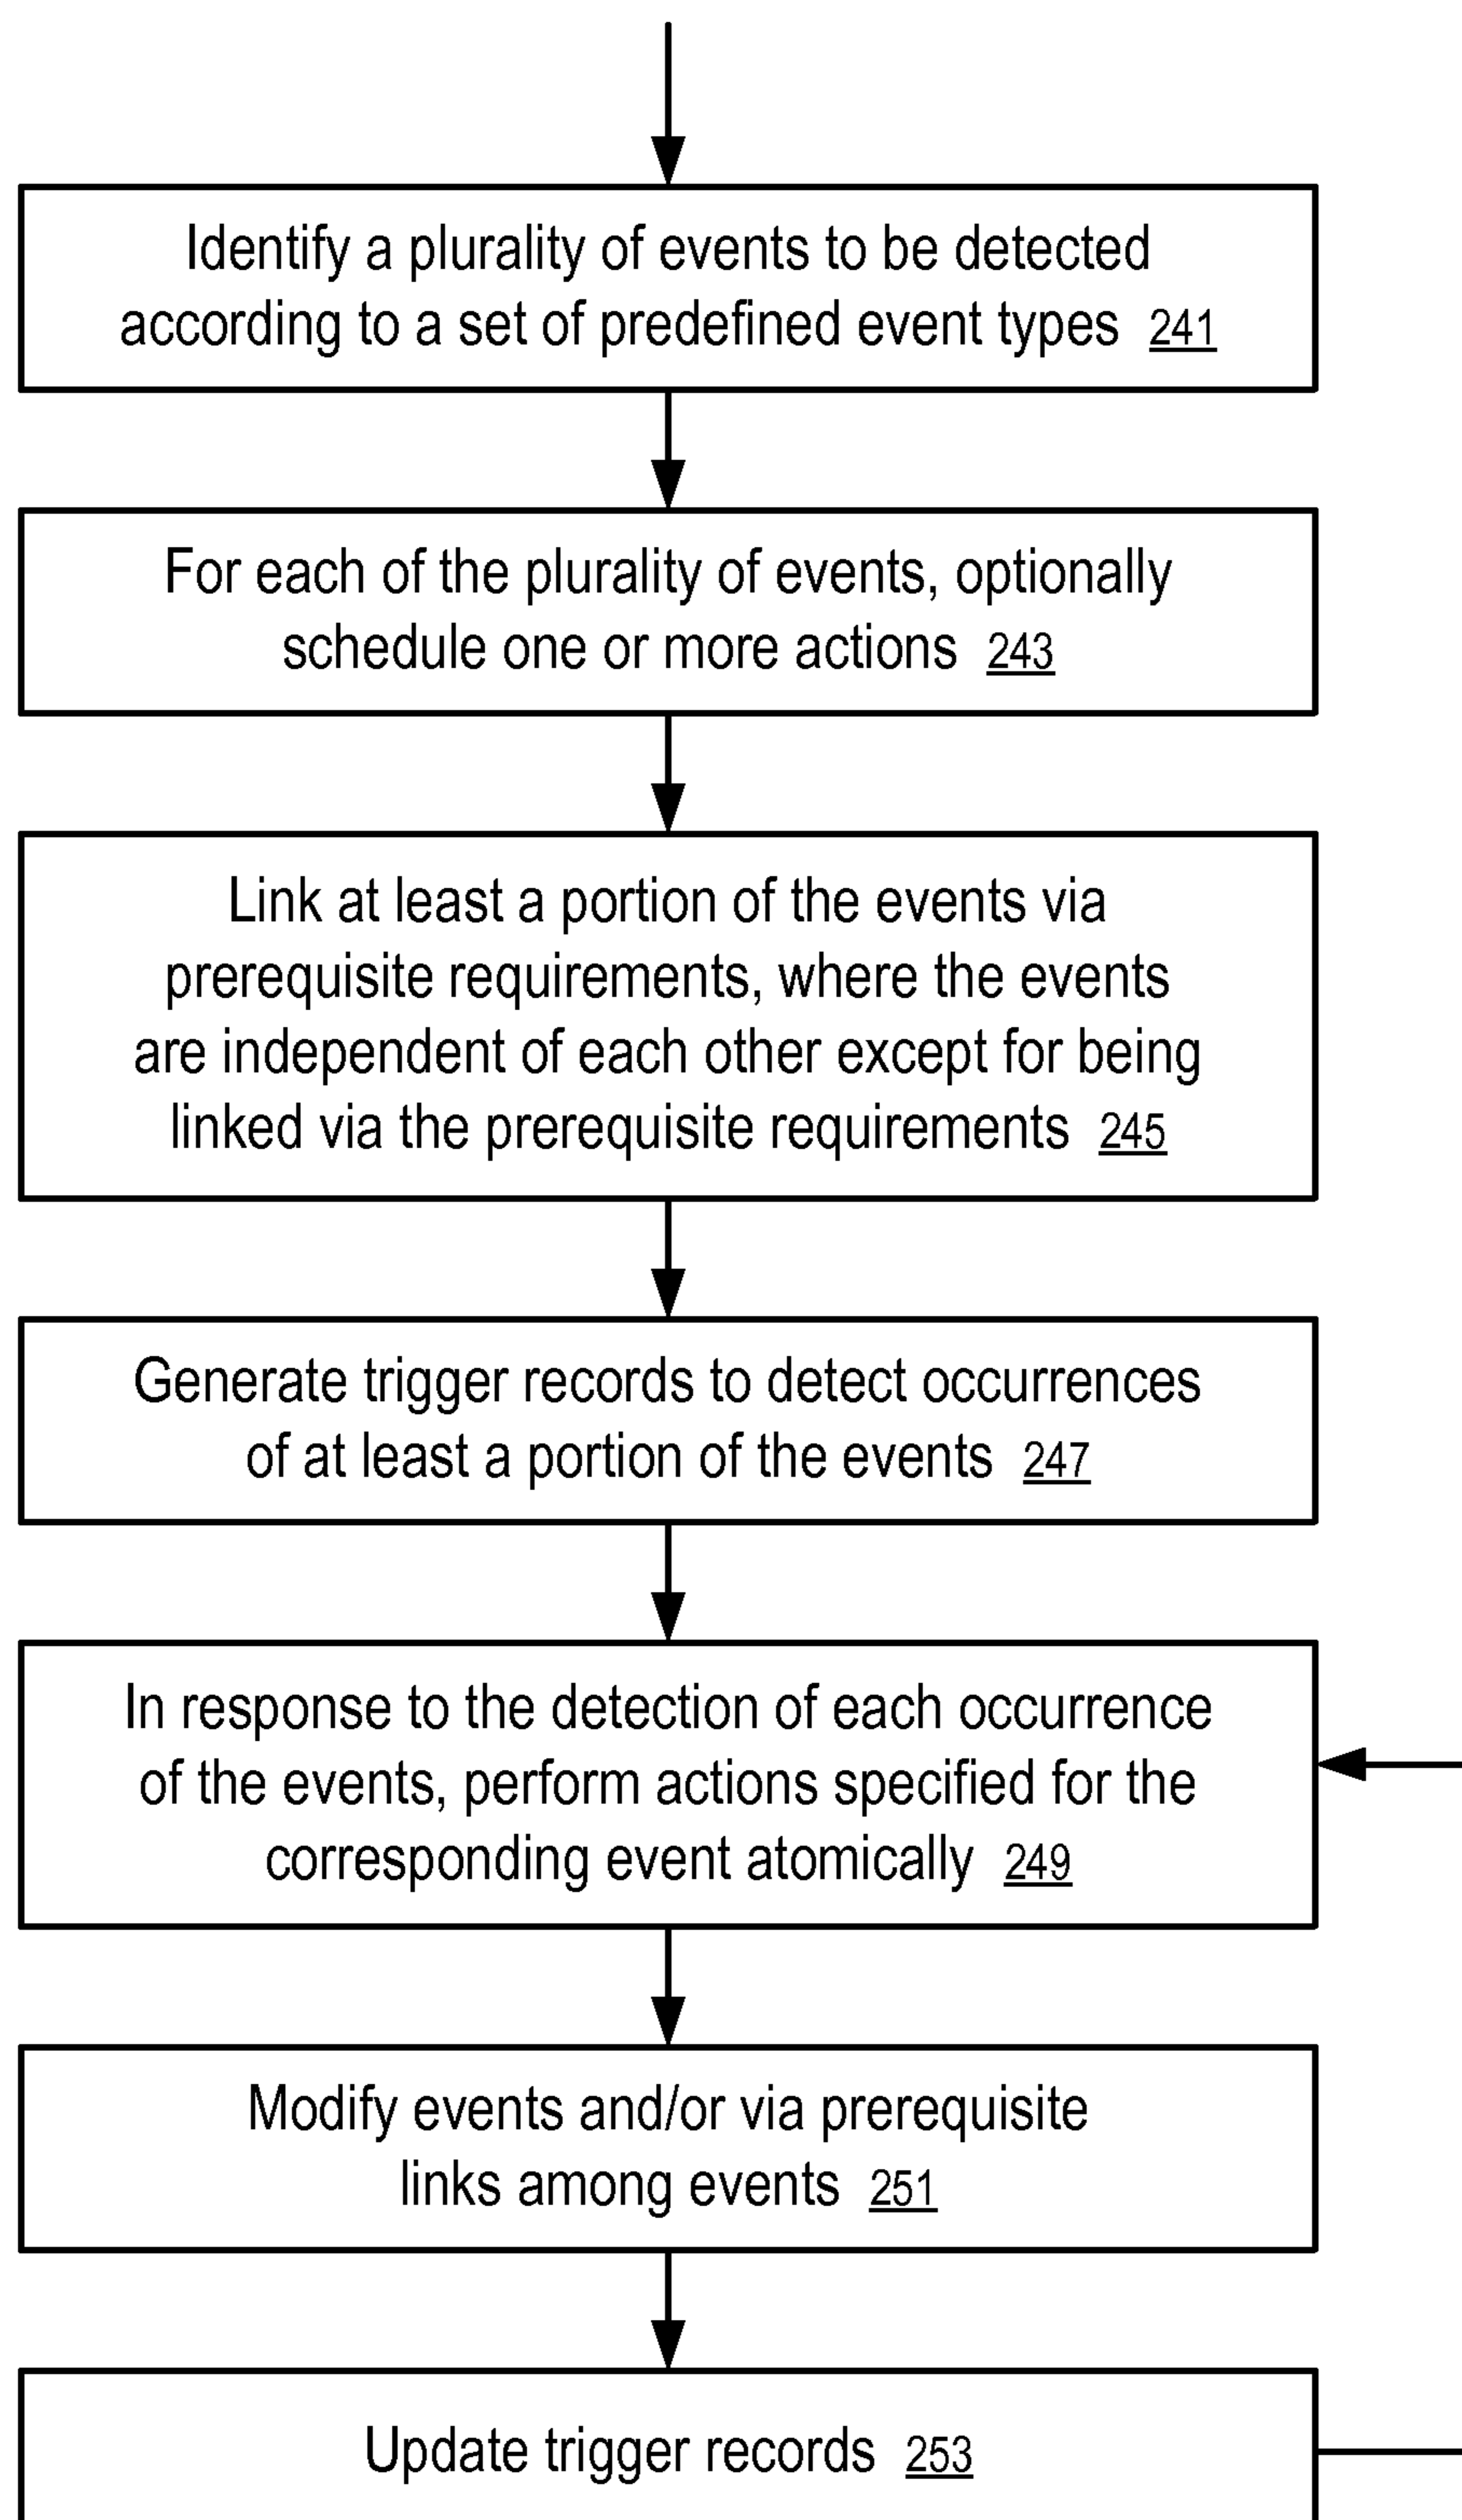 Identify a plurality of events to be detected
according to a set of predefined event types 241
For each of the plurality of events, optionally
schedule one or more actions 243
Link at least a portion of the events via
prerequisite requirements, where the events
are independent of each other except for being
linked via the prerequisite requirements 245
Generate trigger records to detect occurrences
of at least a portion of the events 247
In response to the detection of each occurrence
of the events, perform actions specified for the
corresponding event atomically 249
Modify events and/or via prerequisite
links among events 251
Update trigger records 253